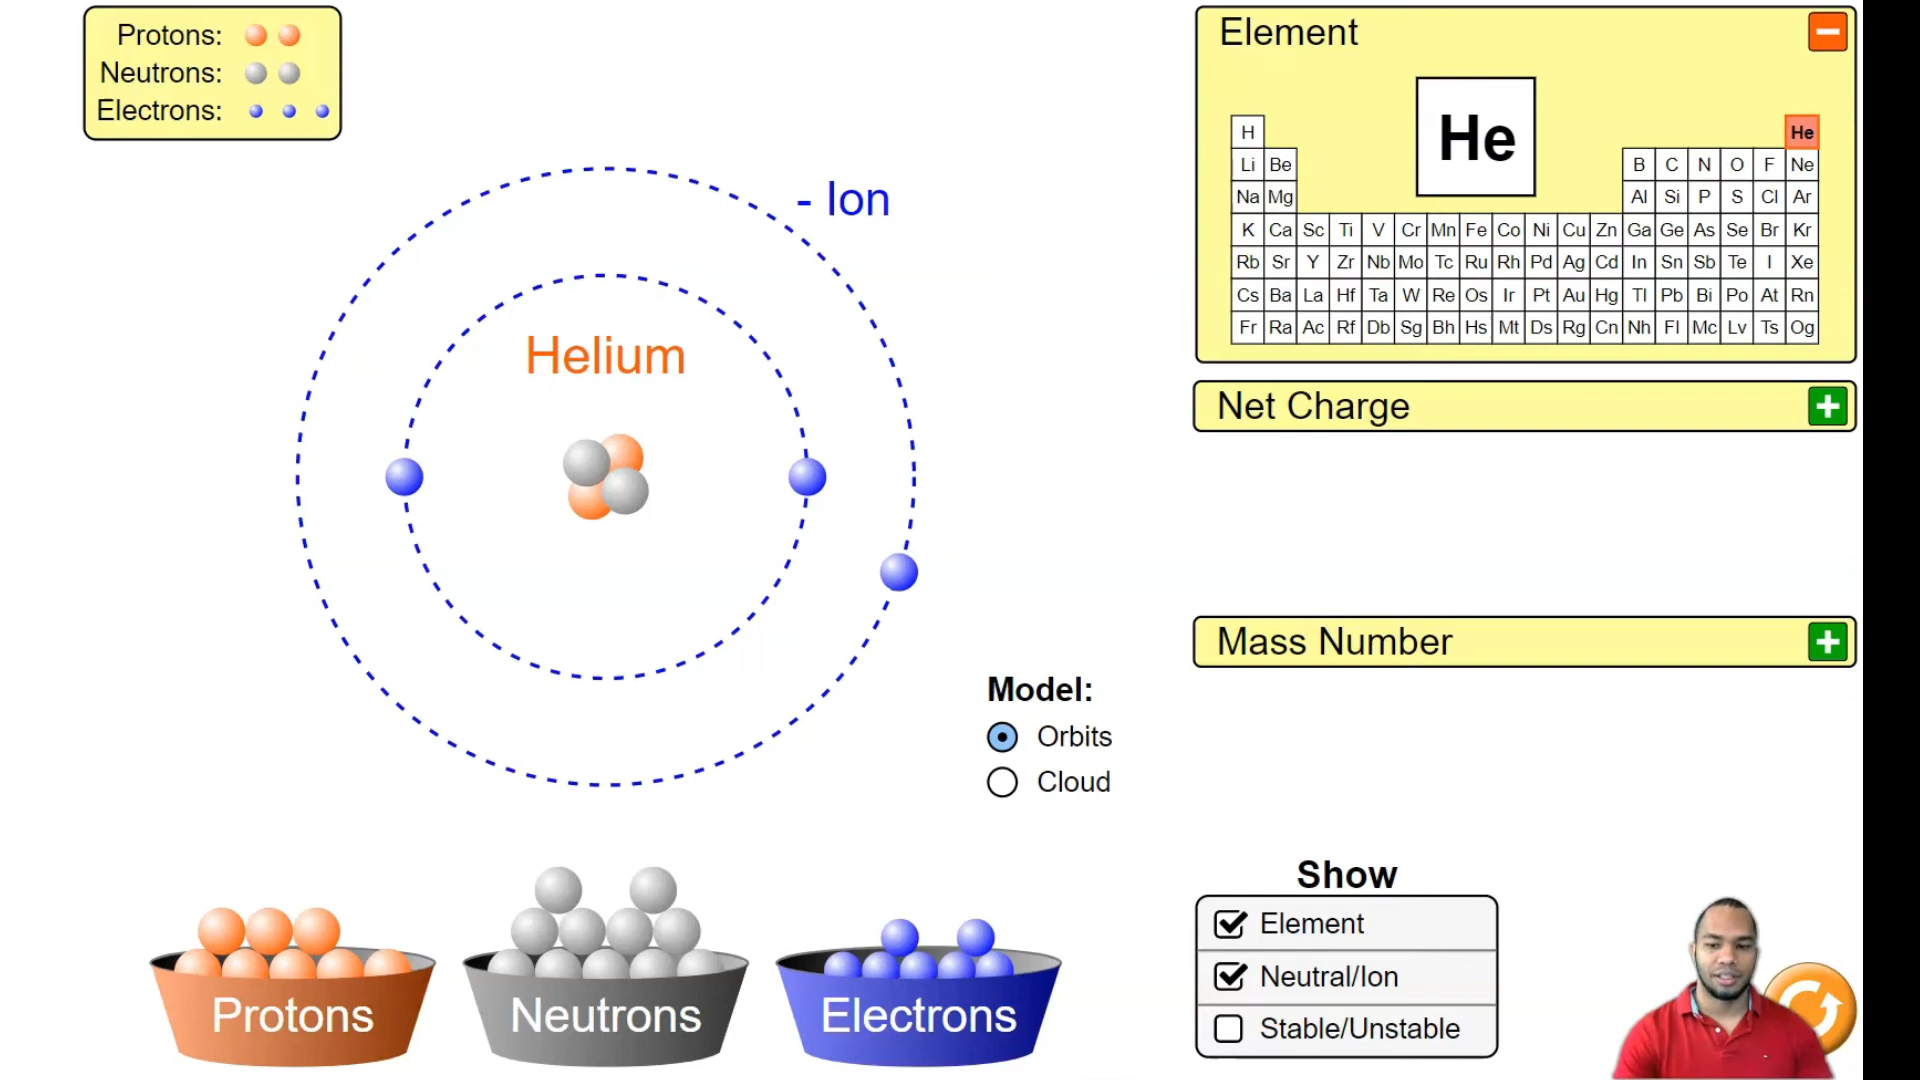 Protons:
Neutrons:
Electrons:
- Ion
Helium
Element
He
H He
Li Be B C N O F Ne
Na Mg Al Si P S Cl Ar
K Ca Sc Ti V Cr Mn Fe Co Ni Cu Zn Ga Ge As Se Br Kr
Rb Sr Y Zr Nb Mo Tc Ru Rh Pd Ag Cd In Sn Sb Te I Xe
Cs Ba La Hf Ta W Re Os Ir Pt Au Hg Tl Pb Bi Po At Rn
Fr Ra Ac Rf Db Sg Bh Hs Mt Ds Rg Cn Nh Fl Mc Lv Ts Og
Net Charge
Mass Number
Model:
Orbits
Cloud
Protons
Neutrons
Electrons
Show
Element
Neutral/Ion
Stable/Unstable